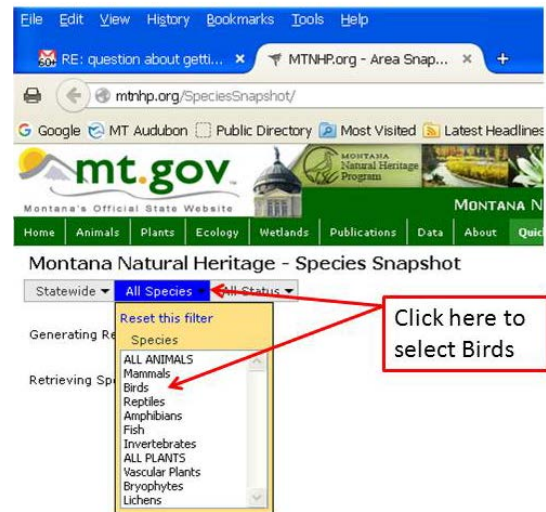 File Edit View History Bookmarks Tools Help
60+ RE: question about getti... × MTNHP.org - Area Snap... × +
mtnhp.org/SpeciesSnapshot/
Google MT Audubon Public Directory Most Visited Latest Headlines
mt.gov
Montana's Official State Website
MONTANA
Natural Heritage
Program
MONTANA N
Home Animals Plants Ecology Wetlands Publications Data About Quic
Montana Natural Heritage - Species Snapshot
Statewide All Species All Status
Reset this filter
Generating Re
Species
Retrieving Sp
ALL ANIMALS
Mammals
Birds
Reptiles
Amphibians
Fish
Invertebrates
ALL PLANTS
Vascular Plants
Bryophytes
Lichens
Click here to
select Birds